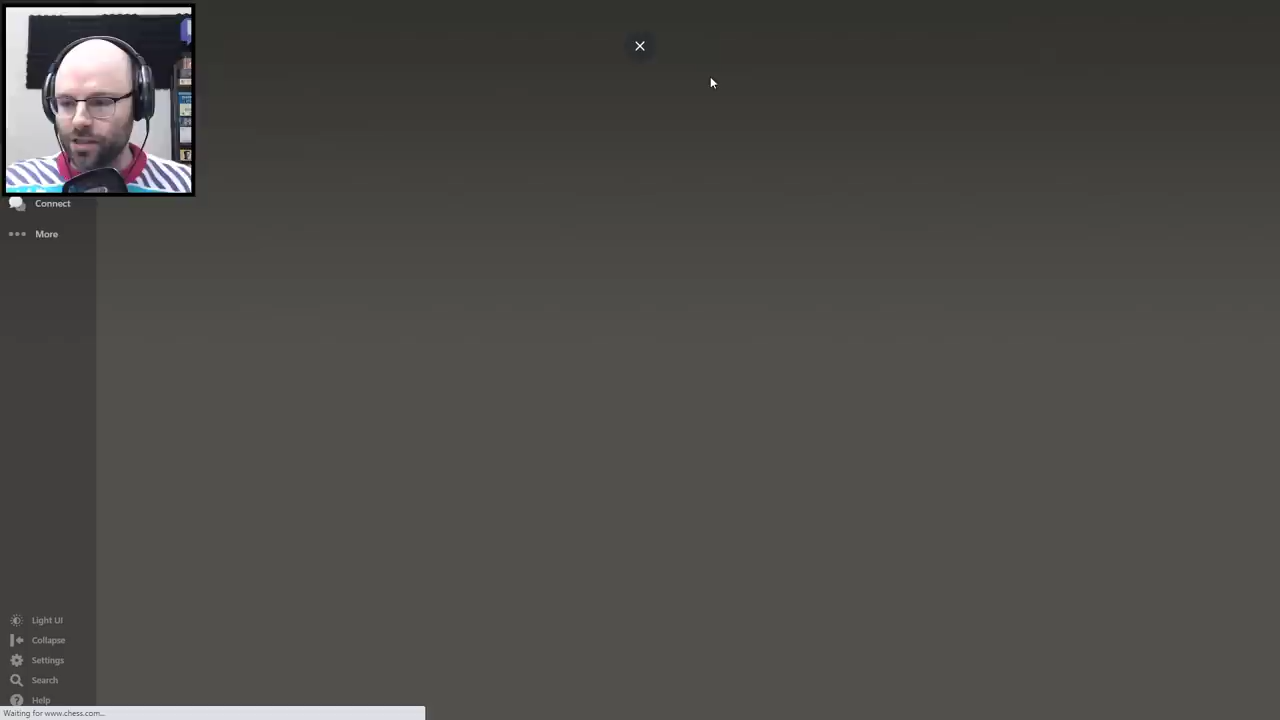 Connect
More
Light UI
Collapse
Settings
Search
Help
Waiting for www.chess.com...